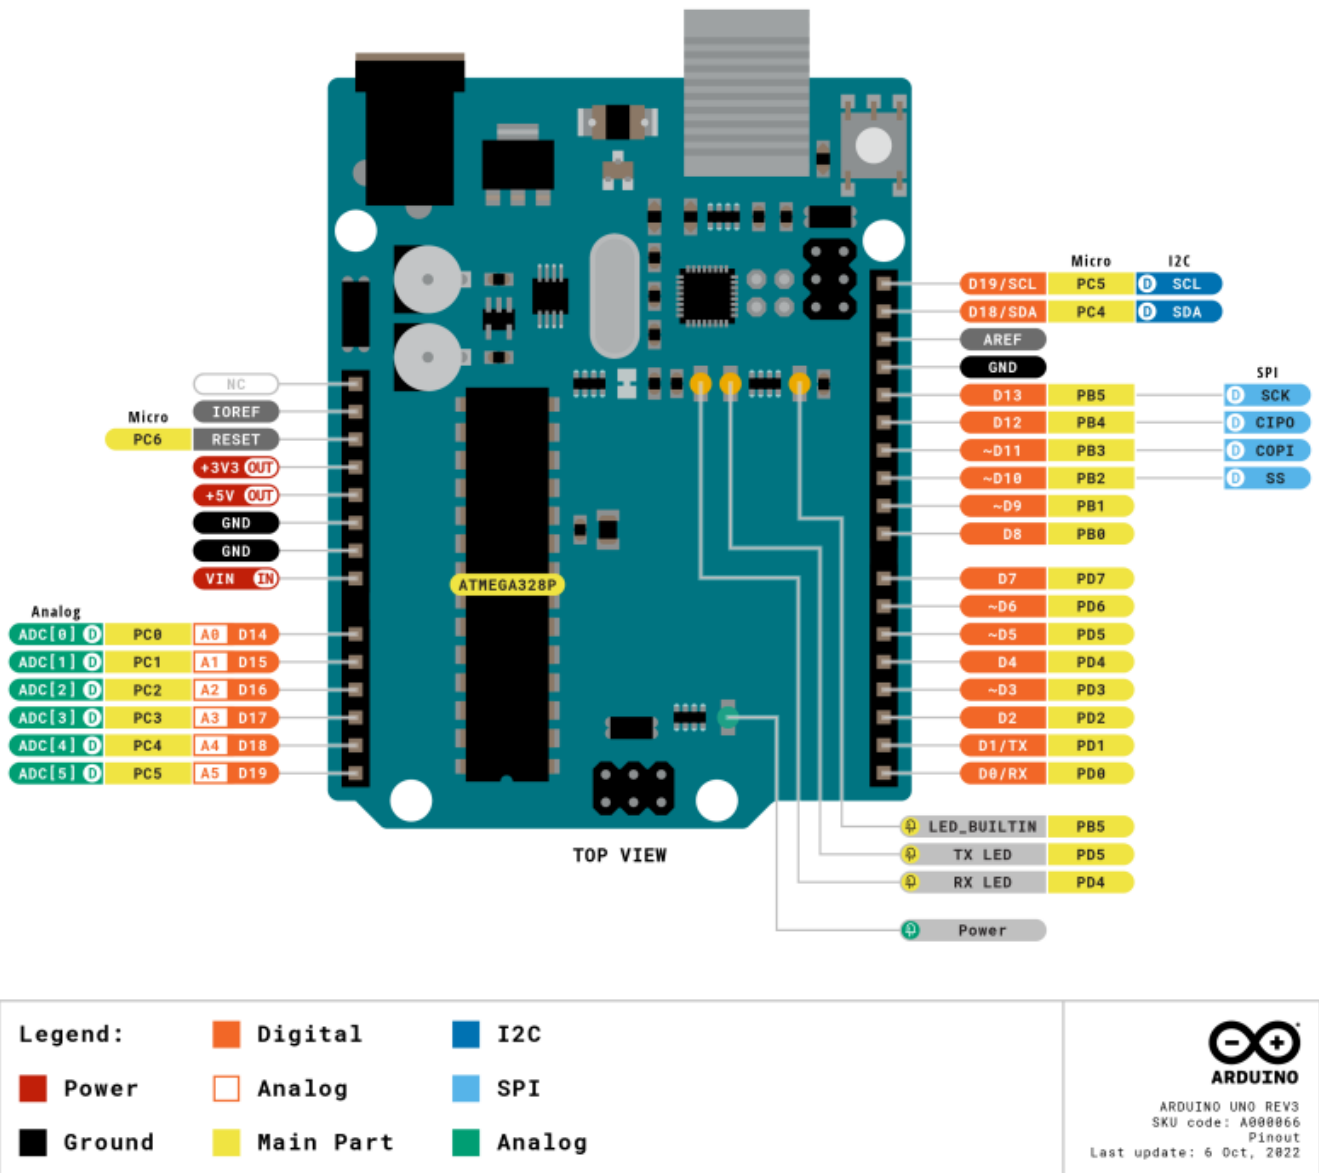 Micro I2C
D19/SCL PC5 D SCL
D18/SDA PC4 D SDA
AREF
GND
SPI
D13 PB5 D SCK
D12 PB4 D CIPO
~D11 PB3 D COPI
~D10 PB2 D SS
~D9 PB1
D8 PB0
D7 PD7
~D6 PD6
~D5 PD5
D4 PD4
~D3 PD3
D2 PD2
D1/TX PD1
D0/RX PD0
NC
IOREF
Micro
PC6 RESET
+3V3 OUT
+5V OUT
GND
GND
VIN IN
Analog
ADC[0] D PC0 A0 D14
ADC[1] D PC1 A1 D15
ADC[2] D PC2 A2 D16
ADC[3] D PC3 A3 D17
ADC[4] D PC4 A4 D18
ADC[5] D PC5 A5 D19
ATMEGA328P
TOP VIEW
LED_BUILTIN PB5
TX LED PD5
RX LED PD4
Power
Legend:
Digital
I2C
Power
Analog
SPI
Ground
Main Part
Analog
ARDUINO
ARDUINO UNO REV3
SKU code: A000066
Pinout
Last update: 6 Oct, 2022